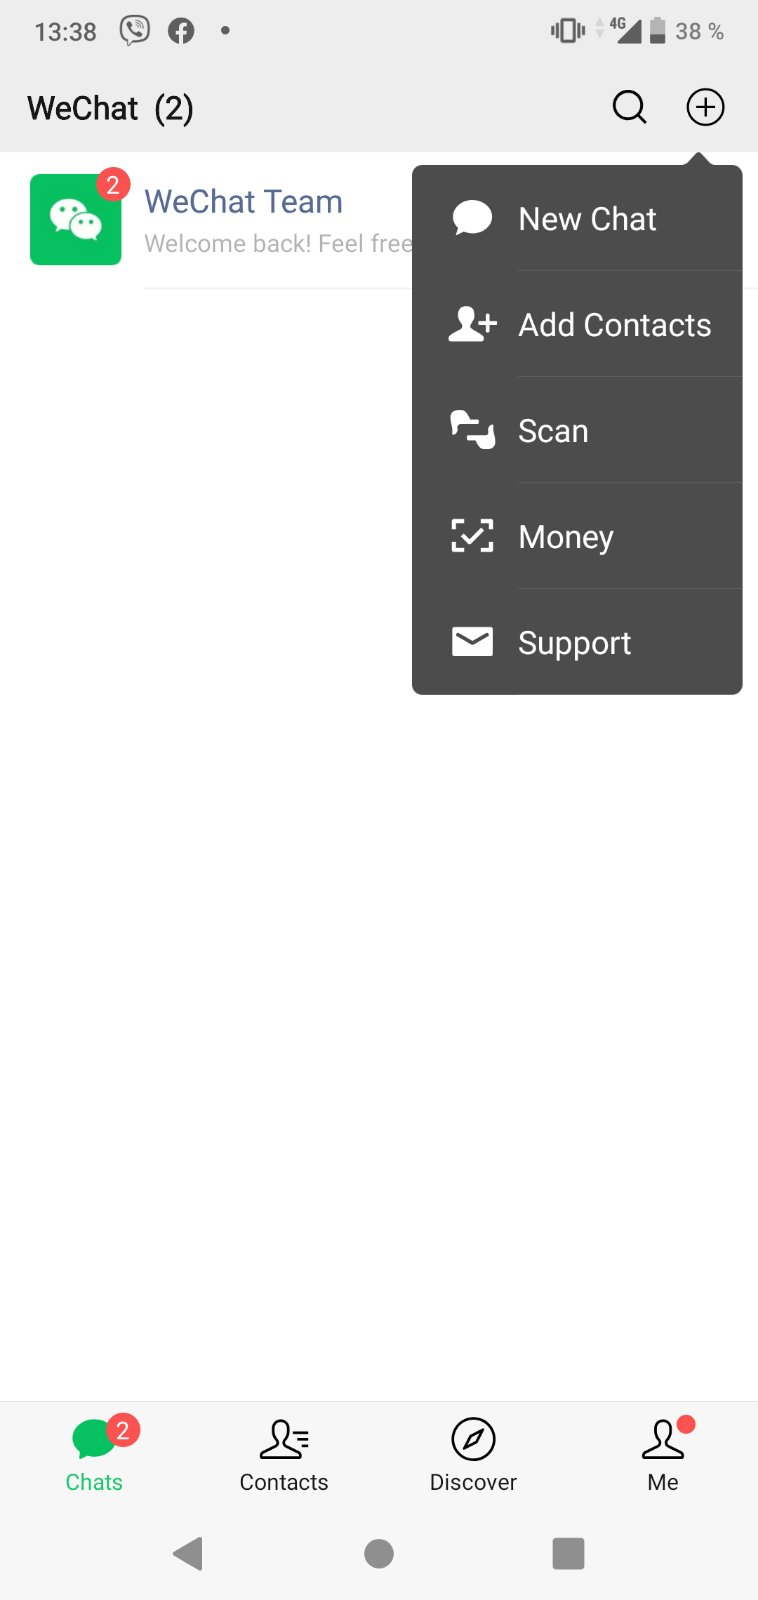 13:38
4G
38 %
WeChat (2)
2
WeChat Team
Welcome back! Feel free
New Chat
Add Contacts
Scan
Money
Support
2
Chats
Contacts
Discover
Me